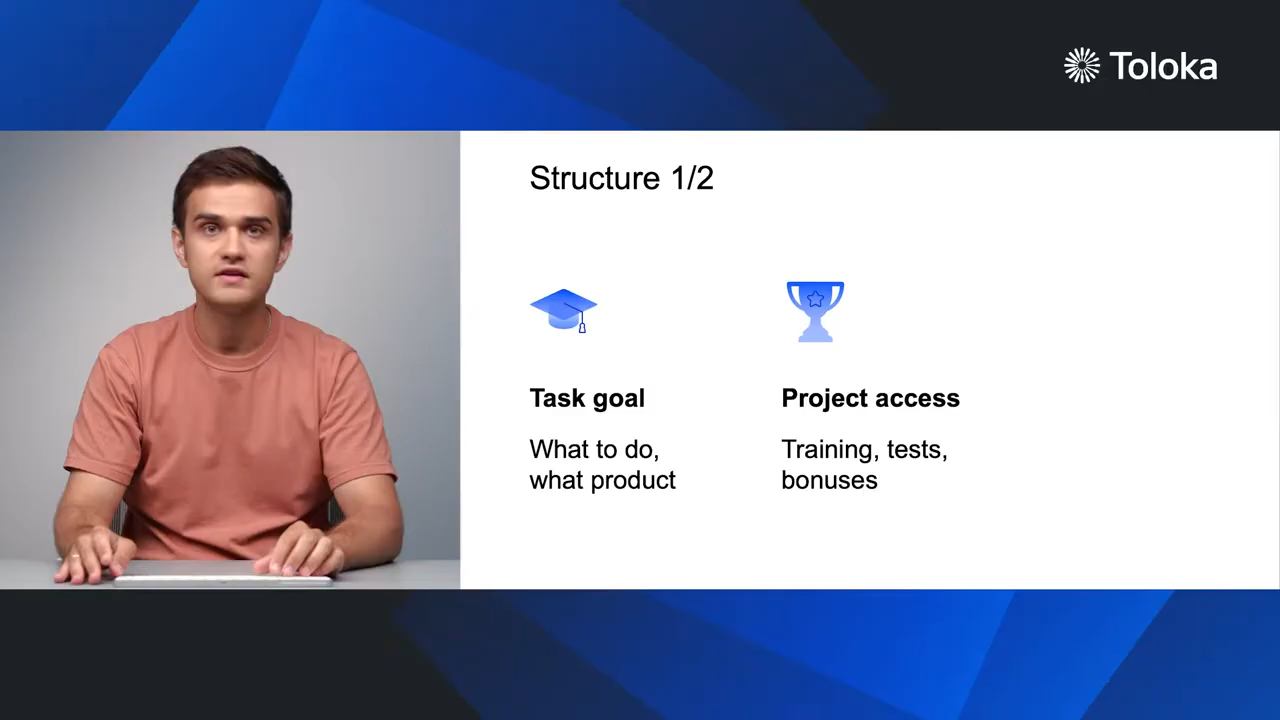 Toloka
Structure 1/2
Task goal
What to do,
what product
Project access
Training, tests,
bonuses